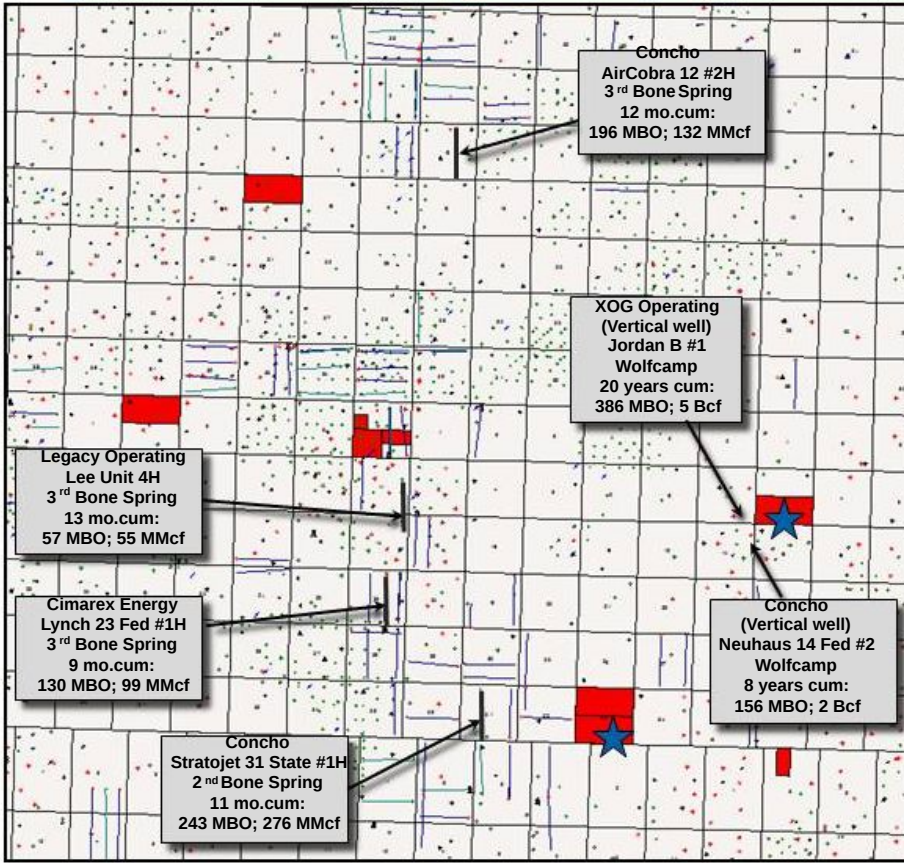 Concho
AirCobra 12 #2H
3rd Bone Spring
12 mo.cum:
196 MBO; 132 MMcf
XOG Operating
(Vertical well)
Jordan B #1
Wolfcamp
20 years cum:
386 MBO; 5 Bcf
Legacy Operating
Lee Unit 4H
3rd Bone Spring
13 mo.cum:
57 MBO; 55 MMcf
Cimarex Energy
Lynch 23 Fed #1H
3rd Bone Spring
9 mo.cum:
130 MBO; 99 MMcf
Concho
(Vertical well)
Neuhaus 14 Fed #2
Wolfcamp
8 years cum:
156 MBO; 2 Bcf
Concho
Stratojet 31 State #1H
2nd Bone Spring
11 mo.cum:
243 MBO; 276 MMcf